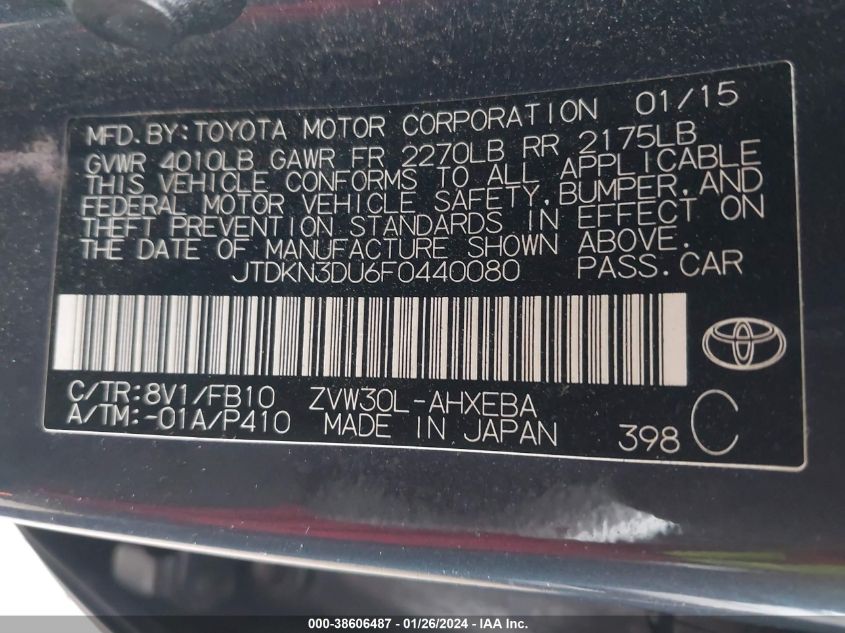 MFD.BY:TOYOTA MOTOR CORPORATION 01/15
GVWR 4010LB GAWR FR 2270LB RR 2175LB
THIS VEHICLE CONFORMS TO ALL APPLICABLE
FEDERAL MOTOR VEHICLE SAFETY,BUMPER,AND
THEFT PREVENTION STANDARDS IN EFFECT ON
THE DATE OF MANUFACTURE SHOWN ABOVE.
JTDKN3DU6F0440080 PASS.CAR
C/TR:8V1/FB10 ZVW30L-AHXEBA
A/TM:-01A/P410 MADE IN JAPAN 398 C
000-38606487 - 01/26/2024 - IAA Inc.